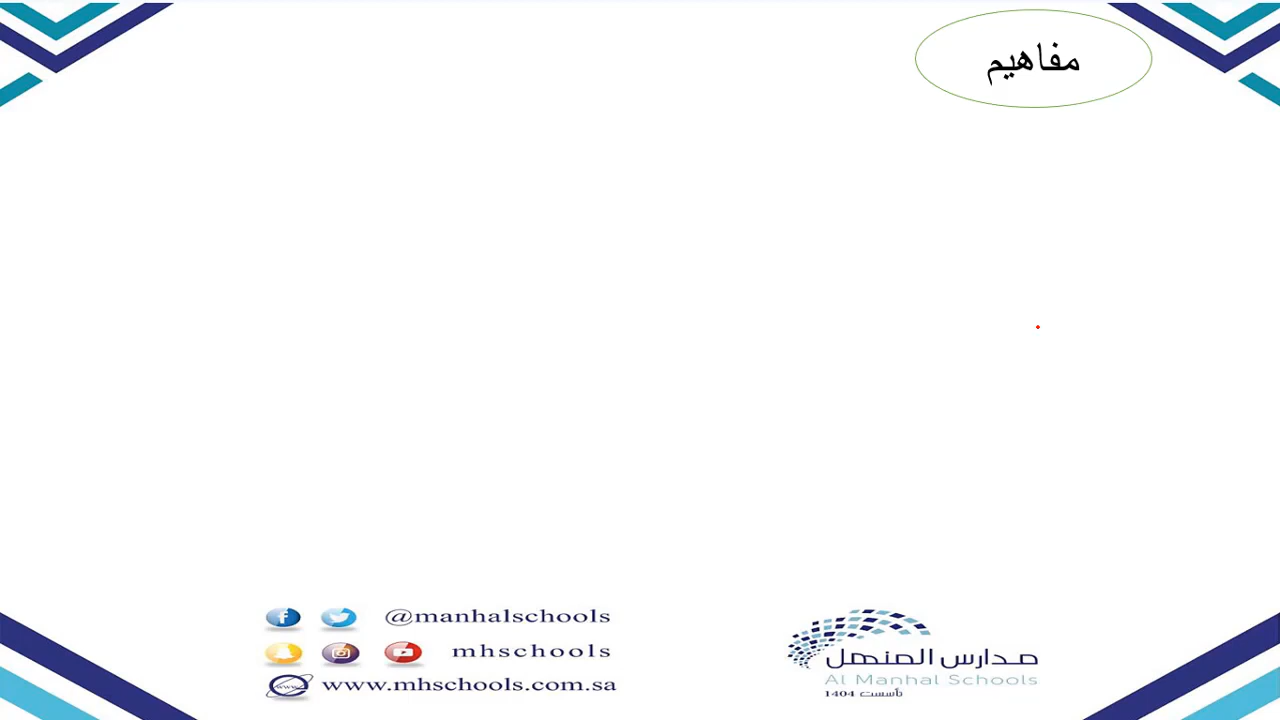 مفاهيم
@manhalschools
mhschools
www.mhschools.com.sa
مدارس المنهل
Al Manhal Schools
تأسست 1404